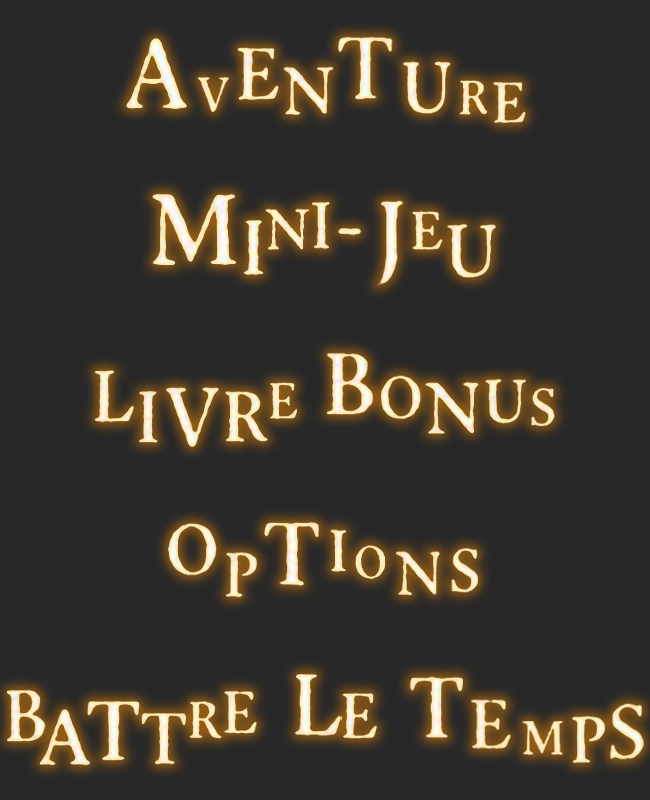 AVENTURE
MINI-JEU
LIVRE BONUS
OPTIONS
BATTRE LE TEMPS